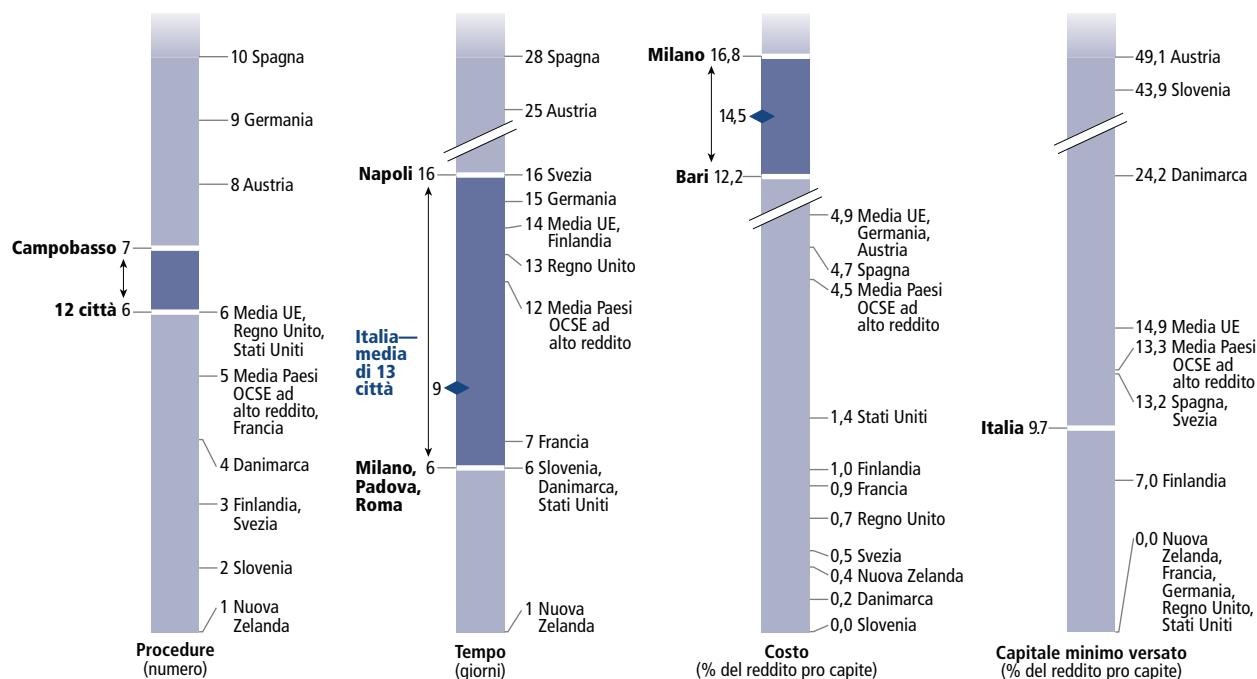 10 Spagna
9 Germania
8 Austria
Campobasso 7
12 città 6
6 Media UE,
Regno Unito,
Stati Uniti
5 Media Paesi
OCSE ad
alto reddito,
Francia
4 Danimarca
3 Finlandia,
Svezia
2 Slovenia
1 Nuova
Zelanda
Procedure
(numero)
28 Spagna
25 Austria
Napoli 16
16 Svezia
15 Germania
14 Media UE,
Finlandia
13 Regno Unito
12 Media Paesi
OCSE ad
alto reddito
Italia—
media
di 13
città
9
7 Francia
Milano,
Padova,
Roma
6
6 Slovenia,
Danimarca,
Stati Uniti
1 Nuova
Zelanda
Tempo
(giorni)
Milano 16,8
14,5
Bari 12,2
4,9 Media UE,
Germania,
Austria
4,7 Spagna
4,5 Media Paesi
OCSE ad
alto reddito
1,4 Stati Uniti
1,0 Finlandia
0,9 Francia
0,7 Regno Unito
0,5 Svezia
0,4 Nuova Zelanda
0,2 Danimarca
0,0 Slovenia
Costo
(% del reddito pro capite)
49,1 Austria
43,9 Slovenia
24,2 Danimarca
14,9 Media UE
13,3 Media Paesi
OCSE ad
alto reddito
13,2 Spagna,
Svezia
Italia 9.7
7,0 Finlandia
0,0 Nuova
Zelanda,
Francia,
Germania,
Regno Unito,
Stati Uniti
Capitale minimo versato
(% del reddito pro capite)